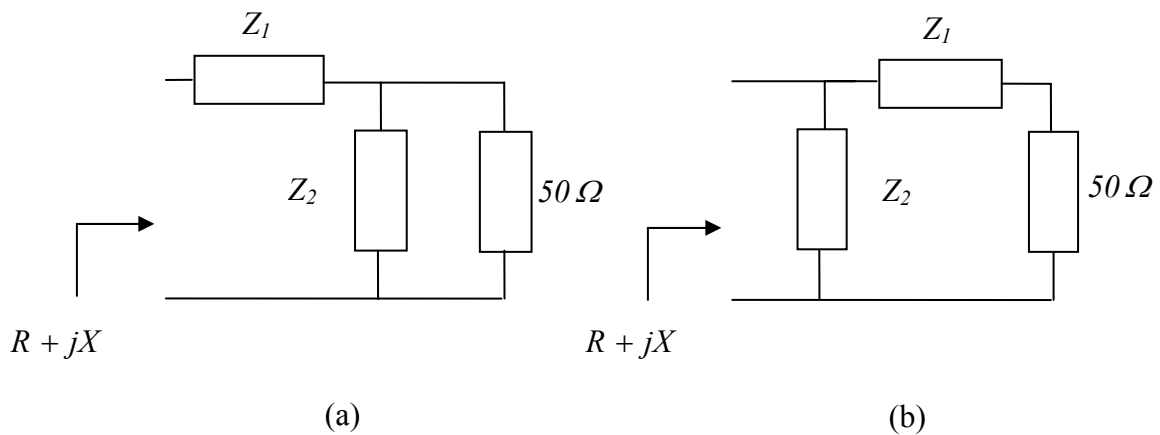 Z₁
Z₂
50 Ω
R + jX
(a)
Z₁
Z₂
50 Ω
R + jX
(b)